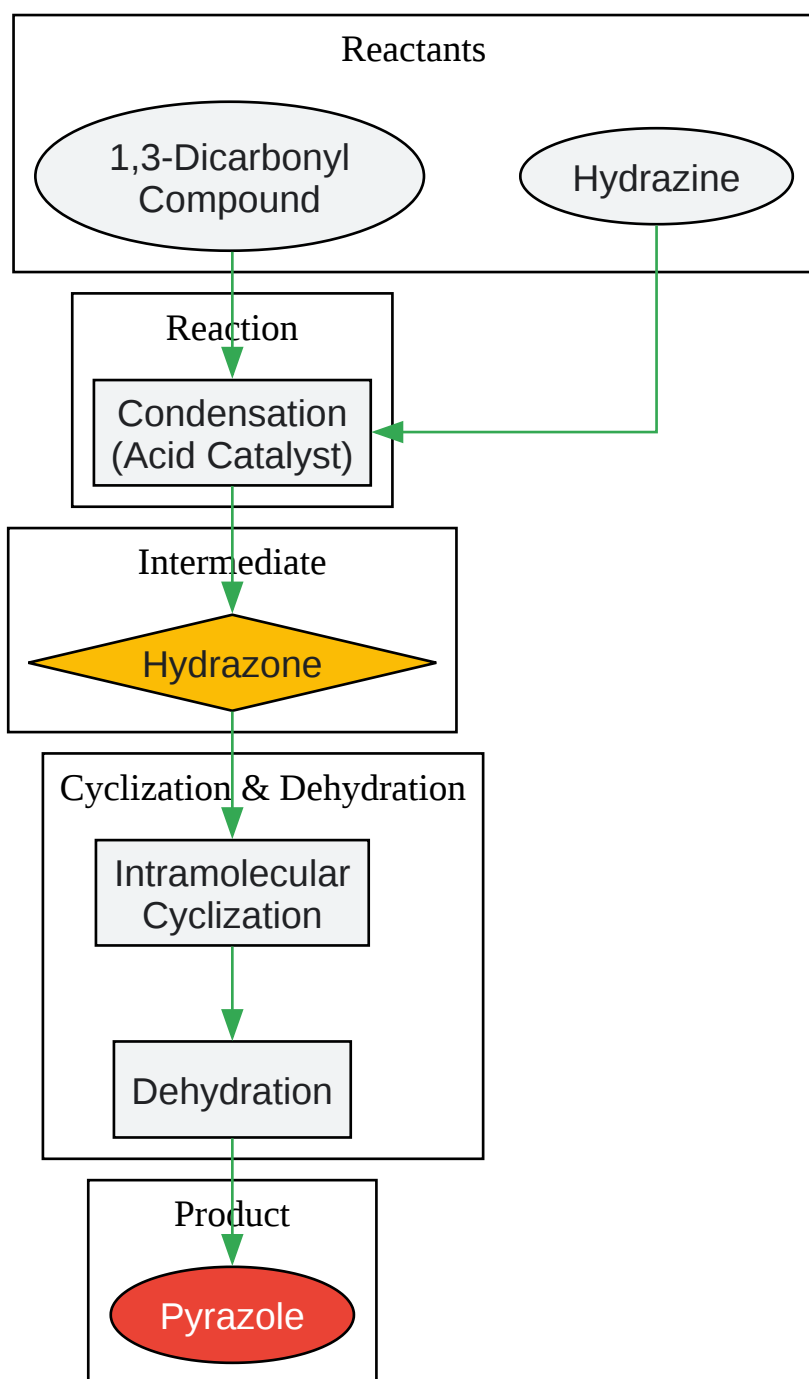 Reactants
1,3-Dicarbonyl
Compound
Hydrazine
Reaction
Condensation
(Acid Catalyst)
Intermediate
Hydrazone
Cyclization & Dehydration
Intramolecular
Cyclization
Dehydration
Product
Pyrazole